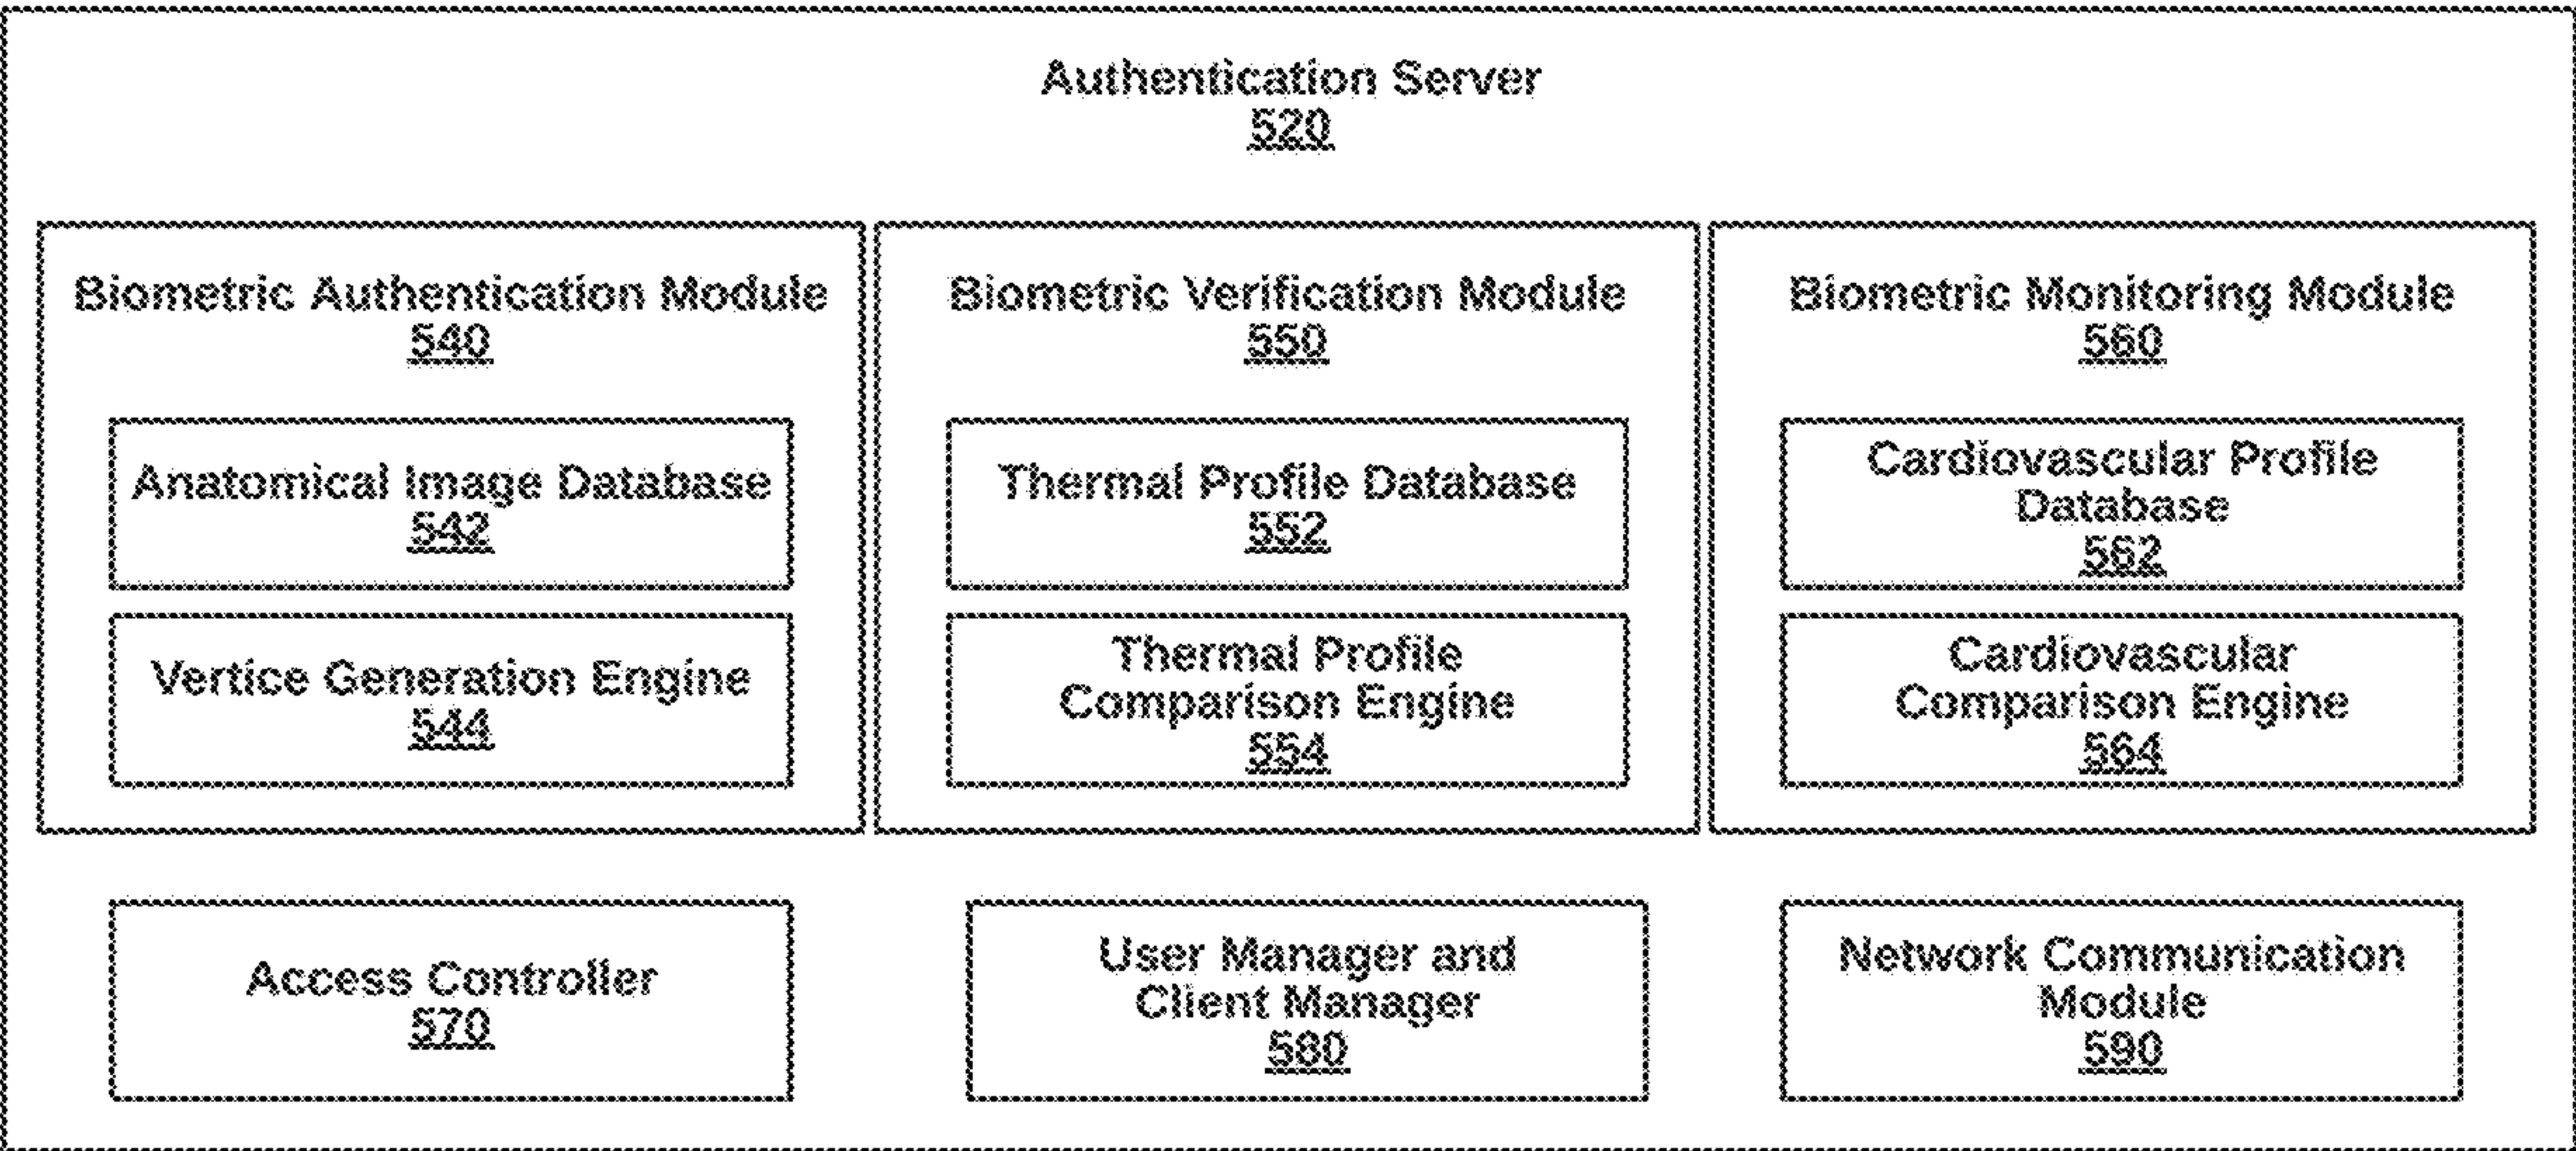 Authentication Server
520
Biometric Authentication Module
540
Anatomical Image Database
542
Vertice Generation Engine
544
Biometric Verification Module
550
Thermal Profile Database
552
Thermal Profile
Comparison Engine
554
Biometric Monitoring Module
560
Cardiovascular Profile
Database
562
Cardiovascular
Comparison Engine
564
Access Controller
570
User Manager and
Client Manager
580
Network Communication
Module
590